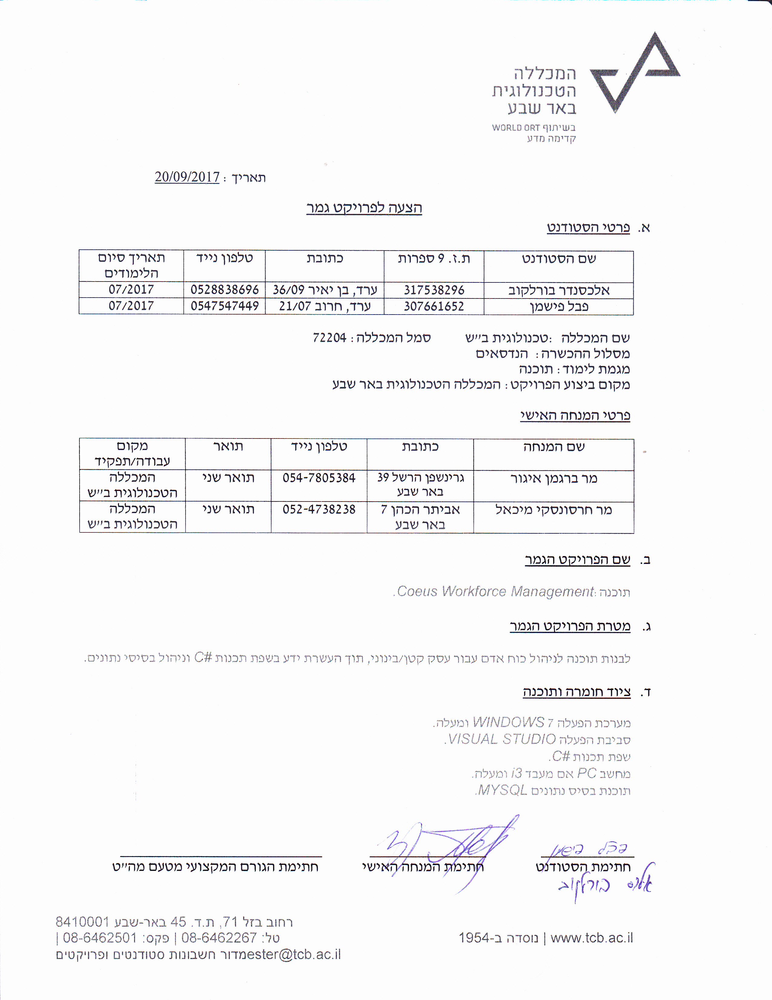 המכללה
הטכנולוגית
באר שבע
בשיתוף WORLD ORT
קדימה מדע
תאריך : 20/09/2017
הצעה לפרויקט גמר
א. פרטי הסטודנט
שם הסטודנט ת.ז. 9 ספרות כתובת טלפון נייד תאריך סיום הלימודים
אלכסנדר בורלקוב 317538296 ערד, בן יאיר 36/09 0528838696 07/2017
פבל פישמן 307661652 ערד, חרוב 21/07 0547547449 07/2017
שם המכללה :טכנולוגית ב״ש סמל המכללה : 72204
מסלול ההכשרה : הנדסאים
מגמת לימוד : תוכנה
מקום ביצוע הפרויקט : המכללה הטכנולוגית באר שבע
פרטי המנחה האישי
שם המנחה כתובת טלפון נייד תואר מקום עבודה/תפקיד
מר ברגמן איגור גרינשפן הרשל 39 באר שבע 054-7805384 תואר שני המכללה הטכנולוגית ב״ש
מר חרסונסקי מיכאל אביתר הכהן 7 באר שבע 052-4738238 תואר שני המכללה הטכנולוגית ב״ש
ב. שם הפרויקט הגמר
תוכנה :Coeus Workforce Management.
ג. מטרת הפרויקט הגמר
לבנות תוכנה לניהול כוח אדם עבור עסק קטן/בינוני, תוך העשרת ידע בשפת תכנות C# וניהול בסיסי נתונים.
ד. ציוד חומרה ותוכנה
מערכת הפעלה WINDOWS 7 ומעלה.
סביבת הפעלה VISUAL STUDIO.
שפת תכנות C#.
מחשב PC אם מעבד i3 ומעלה.
תוכנת בסיס נתונים MYSQL.
פבל פישמן
חתימת הסטודנט חתימת המנחה האישי חתימת הגורם המקצועי מטעם מה״ט
אלכס בורלקוב
רחוב בזל 71, ת.ד. 45 באר-שבע 8410001
www.tcb.ac.il | נוסדה ב-1954 טל: 08-6462267 | פקס: 08-6462501 |
מדור חשבונות סטודנטים ופרויקטים ester@tcb.ac.il